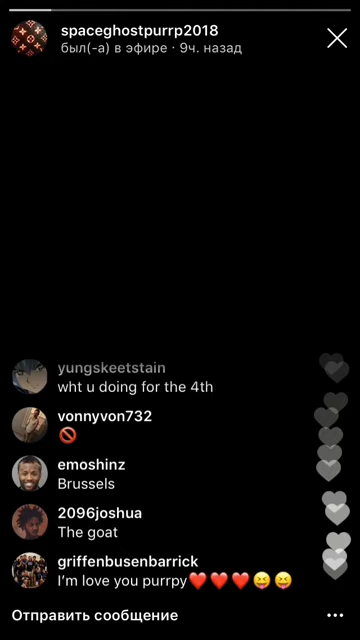 spaceghostpurrp2018
был(-а) в эфире · 9ч. назад
yungskeetstain
wht u doing for the 4th
vonnyvon732
🚫
emoshinz
Brussels
2096joshua
The goat
griffenbusenbarrick
I'm love you purrpy❤️❤️❤️😝😝
Отправить сообщение